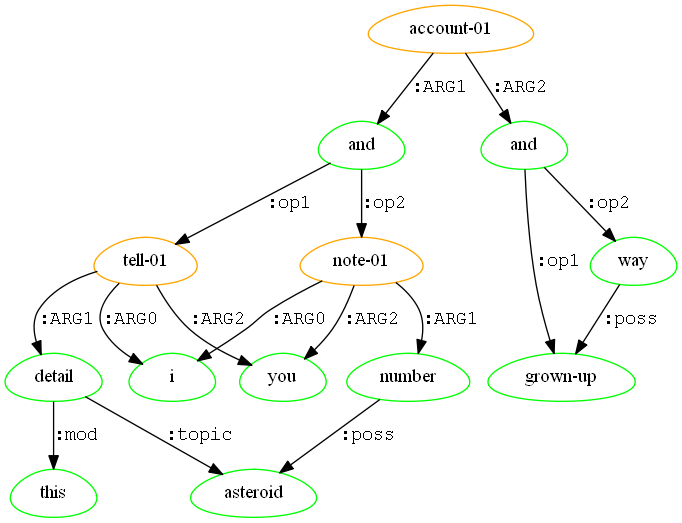 account-01
:ARG1 :ARG2
and and
:op1 :op2 :op2
tell-01 note-01 :op1 way
:ARG1 :ARG0 :ARG2 :ARG0 :ARG2 :ARG1 :poss
detail i you number grown-up
:mod :topic :poss
this asteroid